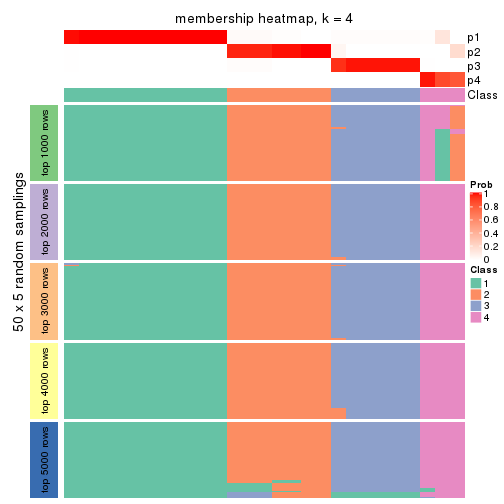 membership heatmap, k = 4
p1
p2
p3
p4
Class
50 x 5 random samplings
top 1000 rows
top 2000 rows
top 3000 rows
top 4000 rows
top 5000 rows
Prob
1
0.8
0.6
0.4
0.2
0
Class
1
2
3
4